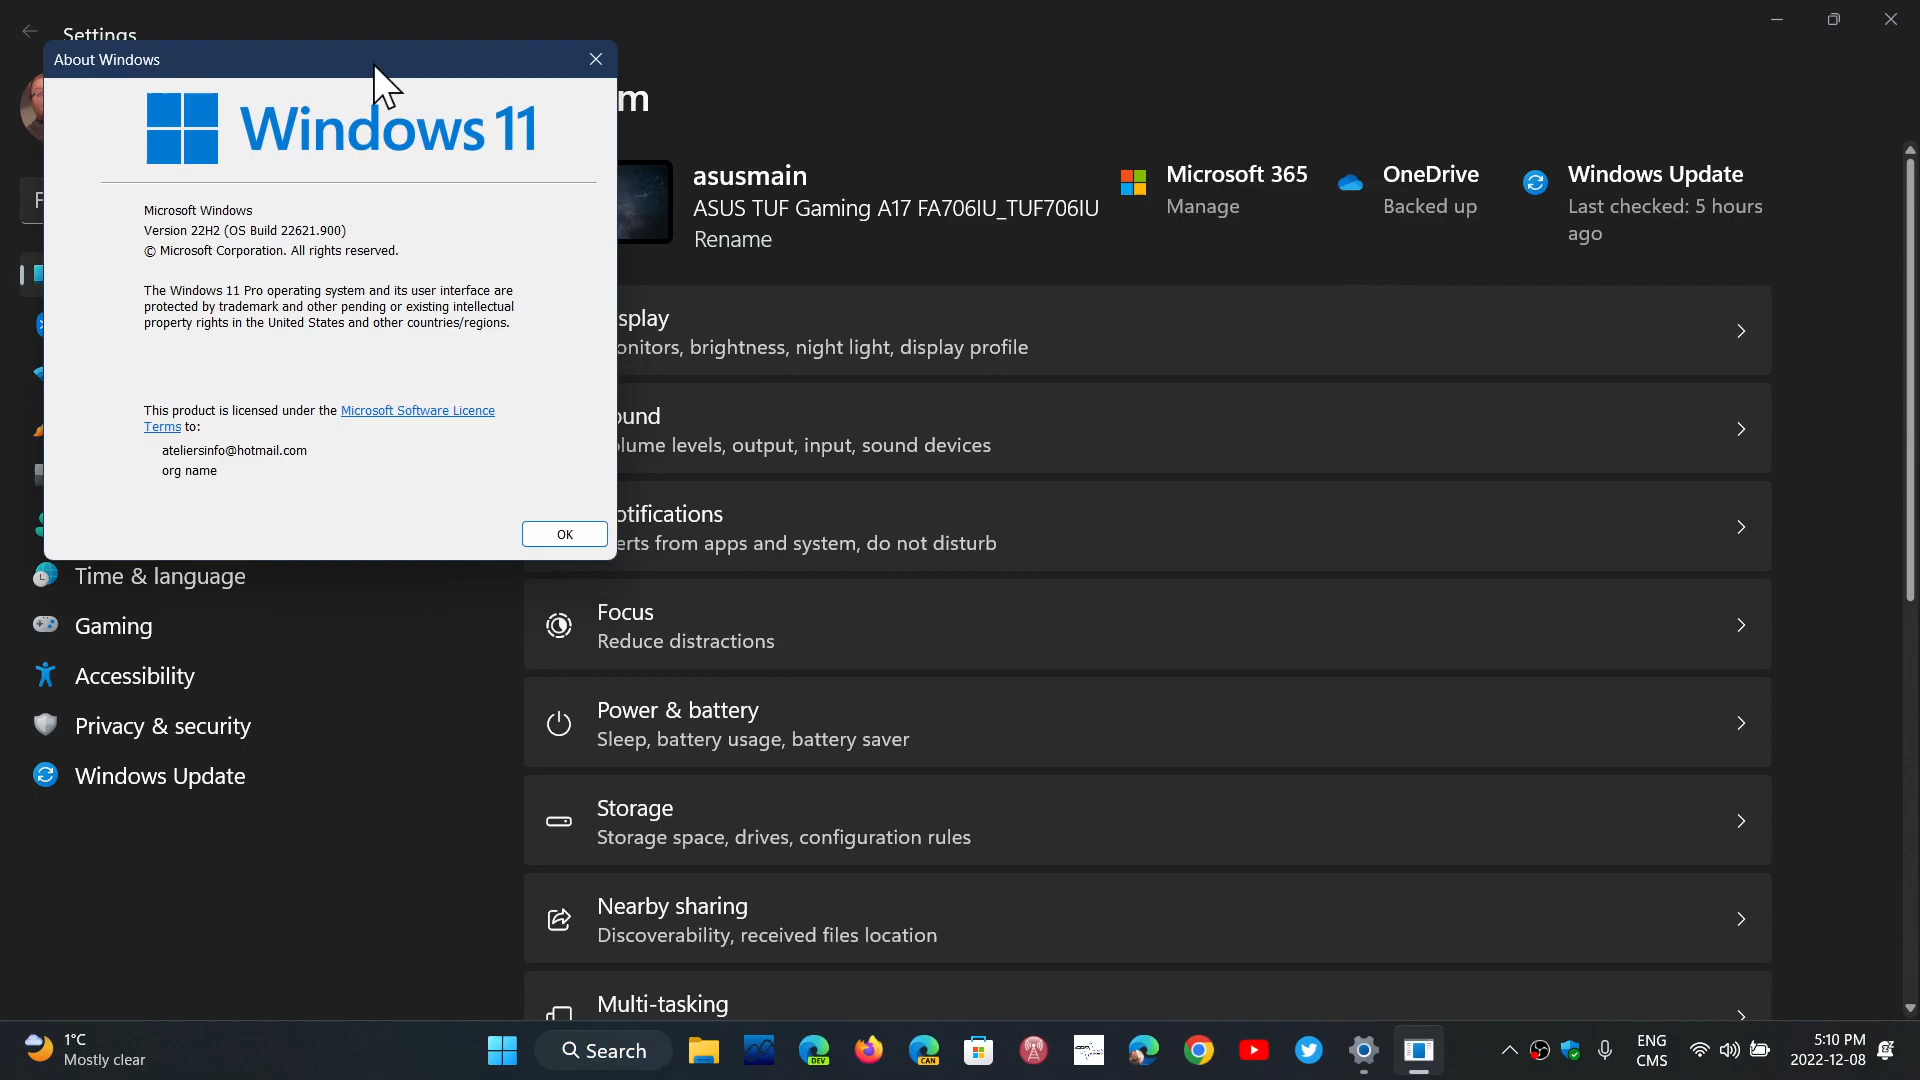 Settings
About Windows
Windows 11
Microsoft Windows
Version 22H2 (OS Build 22621.900)
© Microsoft Corporation. All rights reserved.
The Windows 11 Pro operating system and its user interface are
protected by trademark and other pending or existing intellectual
property rights in the United States and other countries/regions.
This product is licensed under the Microsoft Software Licence
Terms to:
ateliersinfo@hotmail.com
org name
OK
F
Time & language
Gaming
Accessibility
Privacy & security
Windows Update
m
asusmain
ASUS TUF Gaming A17 FA706IU_TUF706IU
Rename
Microsoft 365
Manage
OneDrive
Backed up
Windows Update
Last checked: 5 hours
ago
splay
onitors, brightness, night light, display profile
ound
lume levels, output, input, sound devices
otifications
erts from apps and system, do not disturb
Focus
Reduce distractions
Power & battery
Sleep, battery usage, battery saver
Storage
Storage space, drives, configuration rules
Nearby sharing
Discoverability, received files location
Multi-tasking
1°C
Mostly clear
Search
DEV
CAN
ENG
CMS
5:10 PM
2022-12-08